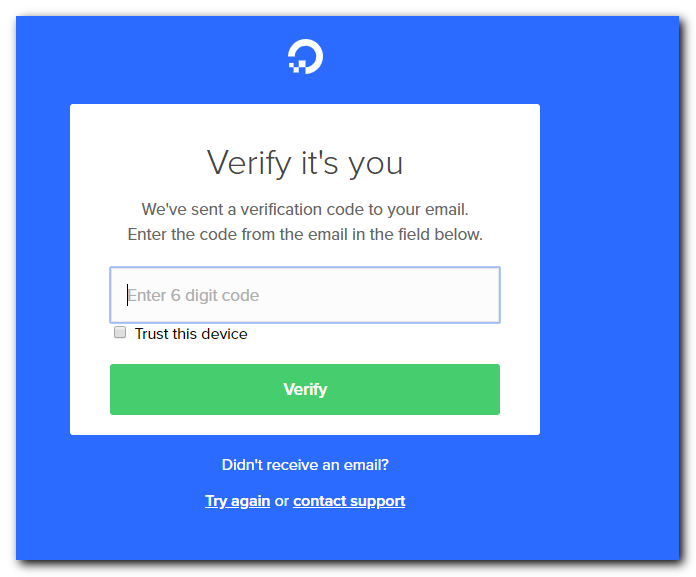 Verify it's you
We've sent a verification code to your email.
Enter the code from the email in the field below.
Enter 6 digit code
Trust this device
Verify
Didn't receive an email?
Try again or contact support